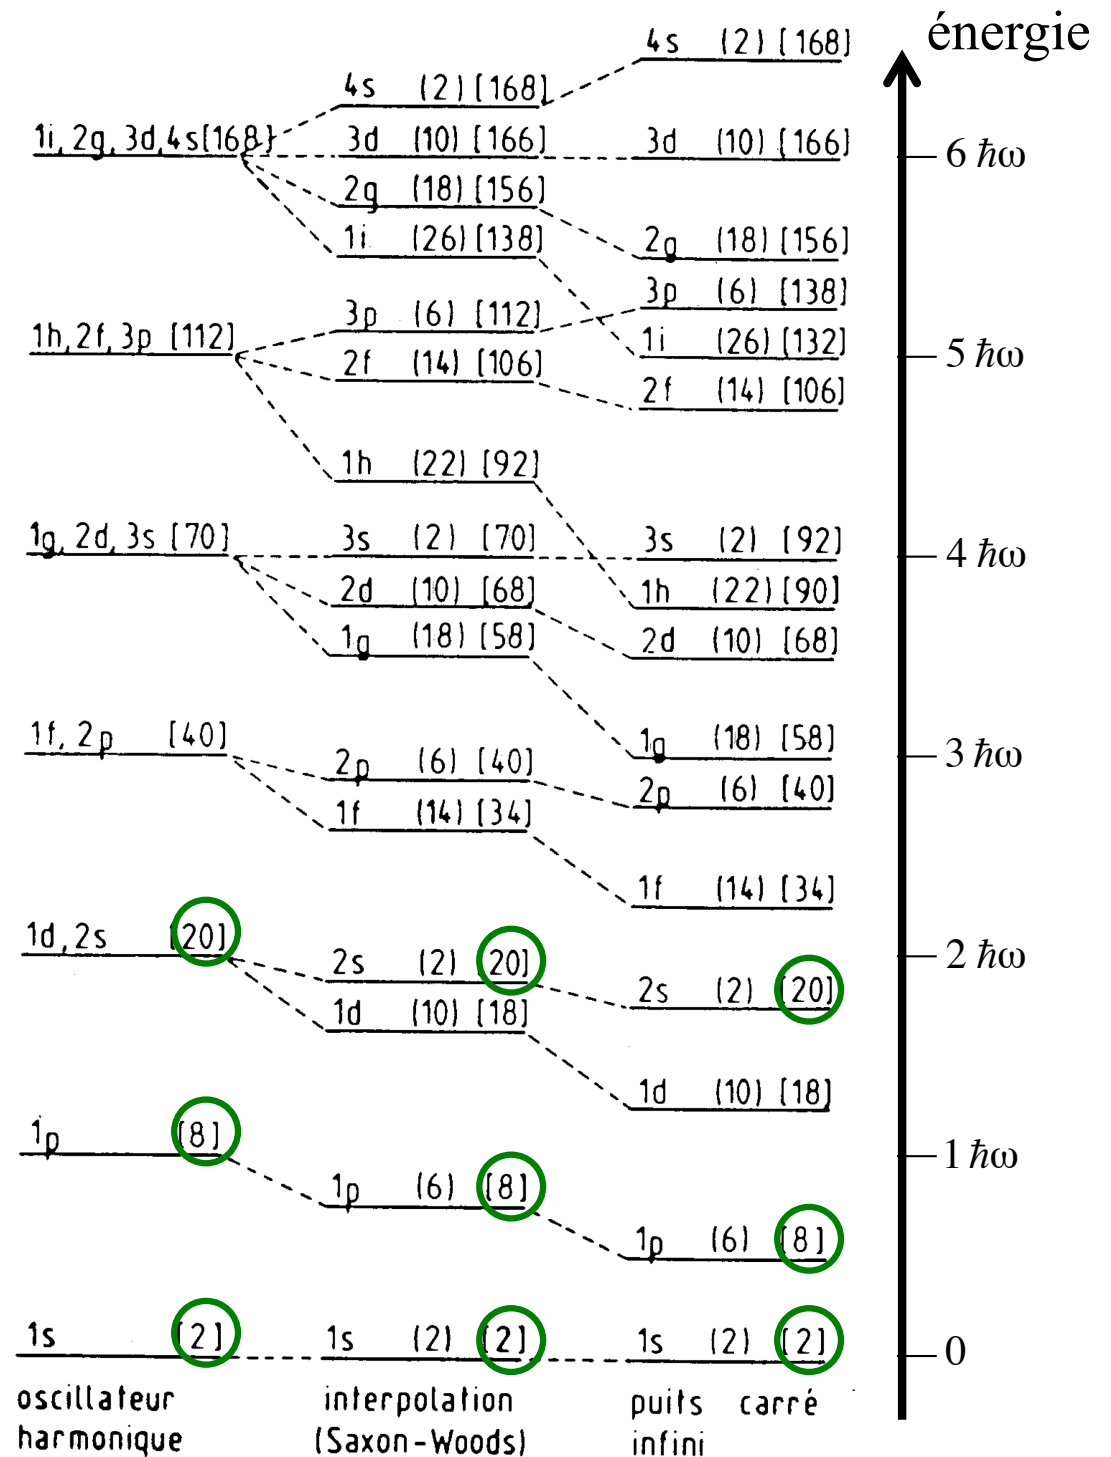 énergie
4s (2) [168]
4s (2) [168]
1i, 2g, 3d, 4s[168}
3d (10) [166]
3d (10) [166]
6 ħω
2g (18) [156]
1i (26) [138]
2g (18) [156]
3p (6) [138]
1h, 2f, 3p [112]
3p (6) [112]
1i (26) [132]
5 ħω
2f (14) [106]
2f (14) [106]
1h (22) [92]
1g, 2d, 3s [70]
3s (2) [70]
3s (2) [92]
4 ħω
2d (10) [68]
1h (22) [90]
1g (18) [58]
2d (10) [68]
1f, 2p [40]
1g (18) [58]
3 ħω
2p (6) [40]
2p (6) [40]
1f (14) [34]
1f (14) [34]
1d, 2s [20]
2s (2) 20]
2 ħω
2s (2) [20]
1d (10) [18]
1d (10) [18]
1p [8]
1 ħω
1p (6) [8]
1p (6) [8]
1s [2]
1s (2) [2]
1s (2) [2]
0
oscillateur
harmonique
interpolation
(Saxon-Woods)
puits carré
infini